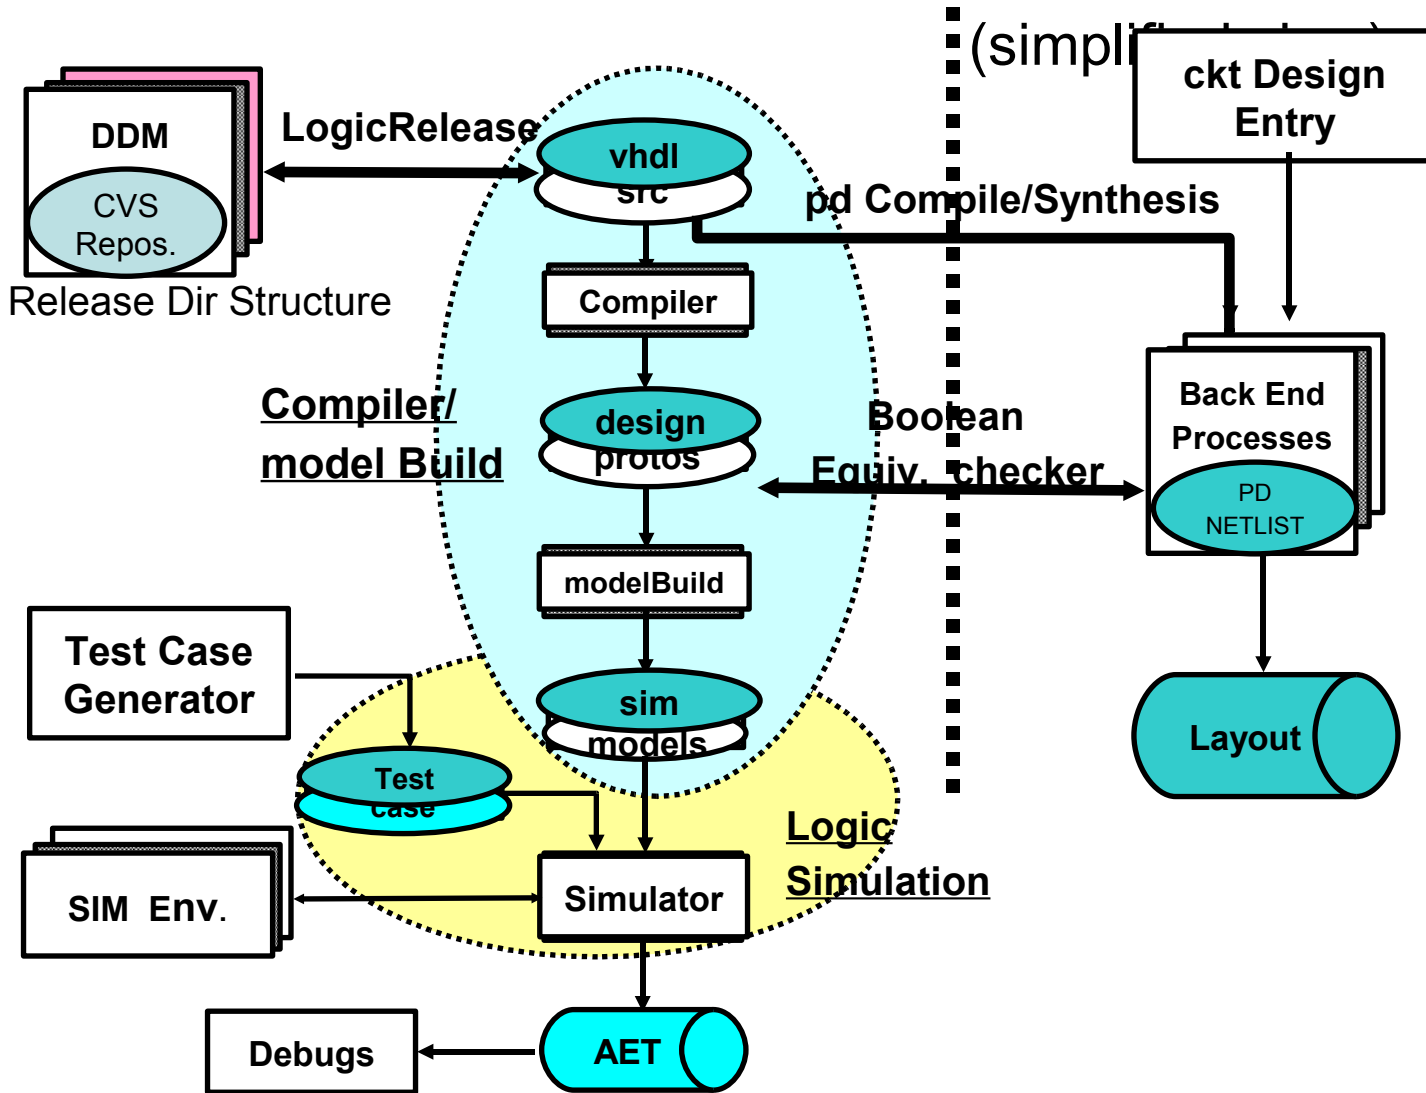 (simplified
ckt Design
Entry
DDM
CVS
Repos.
Release Dir Structure
LogicRelease
vhdl
src
pd Compile/Synthesis
Compiler
Compiler/
model Build
design
protos
Boolean
Equiv. checker
Back End
Processes
PD
NETLIST
modelBuild
Test Case
Generator
sim
models
Layout
Test
case
Logic
Simulation
SIM Env.
Simulator
Debugs
AET